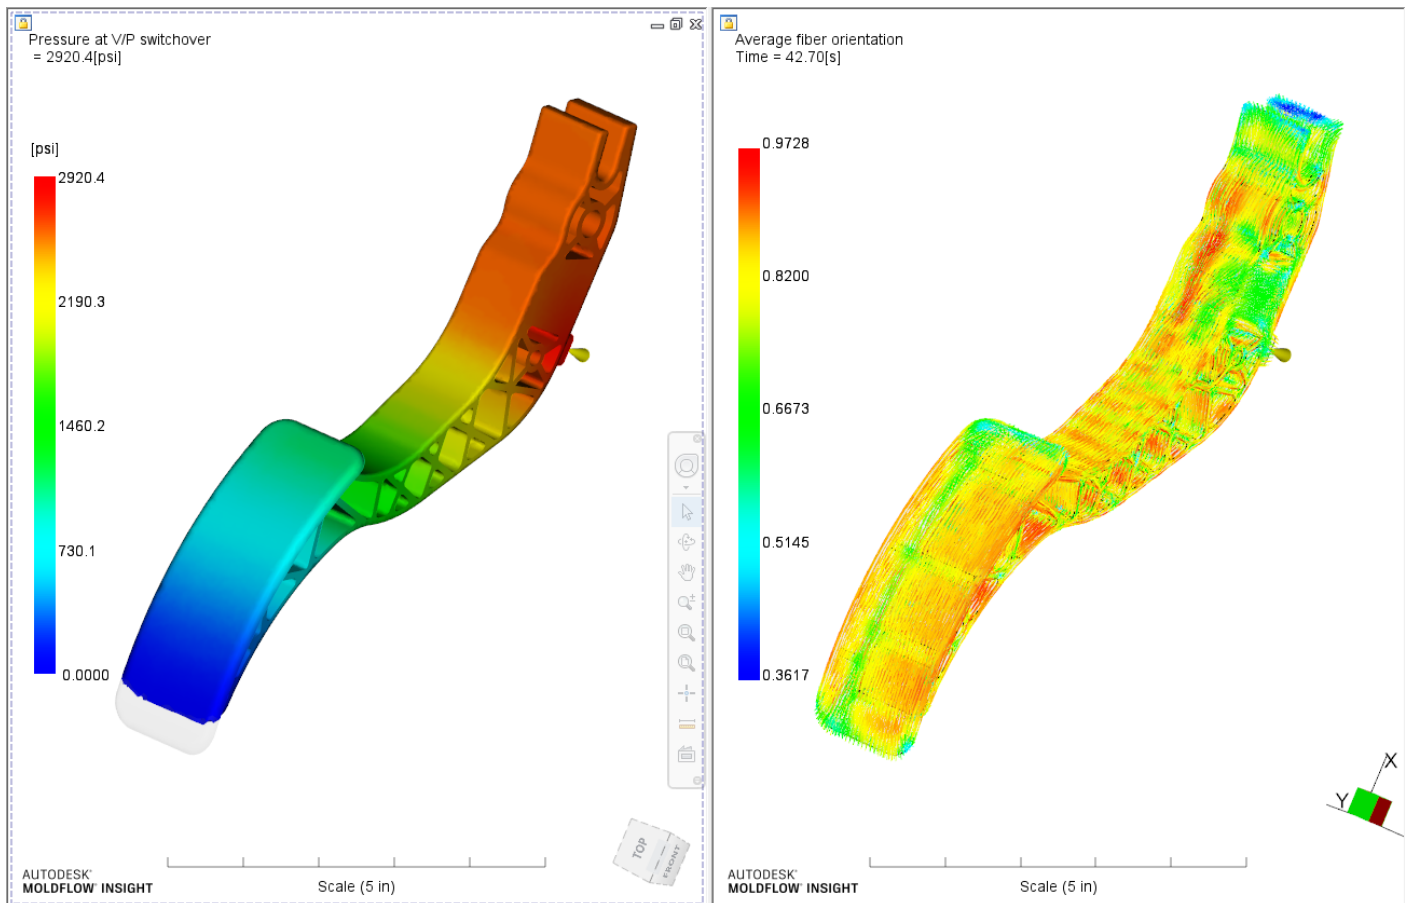 Pressure at V/P switchover
= 2920.4[psi]
[psi]
2920.4
2190.3
1460.2
730.1
0.0000
TOP
FRONT
AUTODESK'
MOLDFLOW' INSIGHT
Scale (5 in)
Average fiber orientation
Time = 42.70[s]
0.9728
0.8200
0.6673
0.5145
0.3617
X
Y
AUTODESK'
MOLDFLOW' INSIGHT
Scale (5 in)